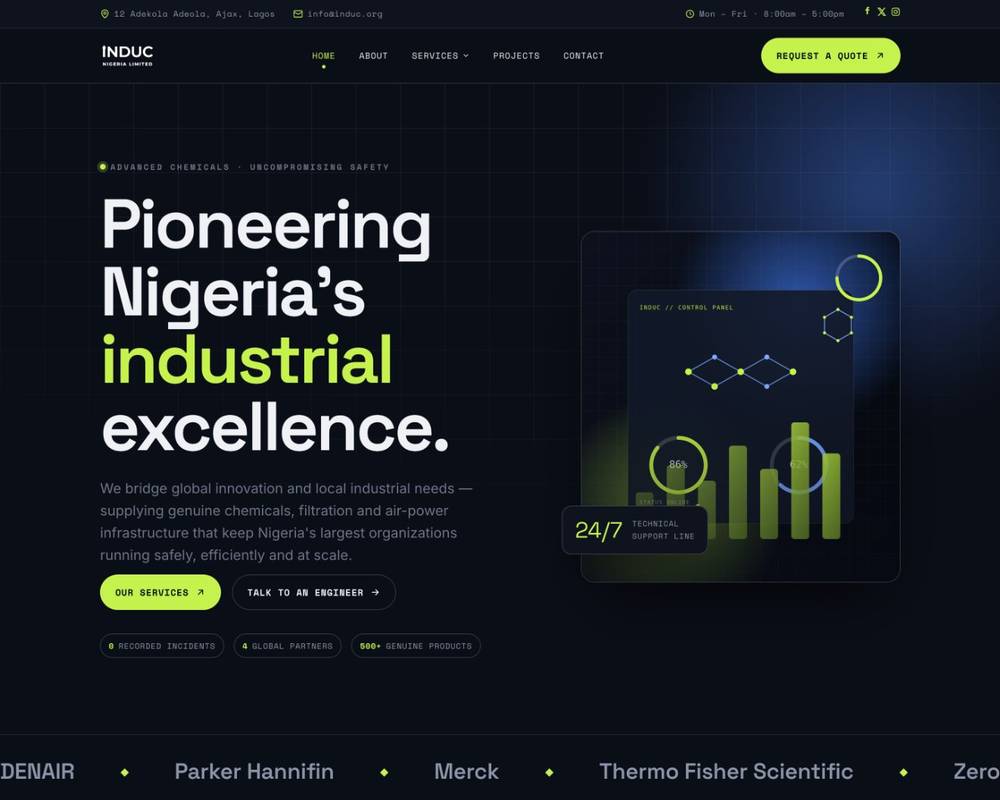 12 Adekola Adeola, Ajax, Lagos
info@induc.org
Mon – Fri · 8:00am – 5:00pm
INDUC
NIGERIA LIMITED
HOME
ABOUT
SERVICES
PROJECTS
CONTACT
REQUEST A QUOTE
ADVANCED CHEMICALS · UNCOMPROMISING SAFETY
Pioneering
Nigeria's
industrial
excellence.
We bridge global innovation and local industrial needs —
supplying genuine chemicals, filtration and air-power
infrastructure that keep Nigeria's largest organizations
running safely, efficiently and at scale.
OUR SERVICES
TALK TO AN ENGINEER
0 RECORDED INCIDENTS
4 GLOBAL PARTNERS
500+ GENUINE PRODUCTS
INDUC // CONTROL PANEL
86%
62%
STATUS ONLINE
24/7
TECHNICAL
SUPPORT LINE
DENAIR
Parker Hannifin
Merck
Thermo Fisher Scientific
Zero